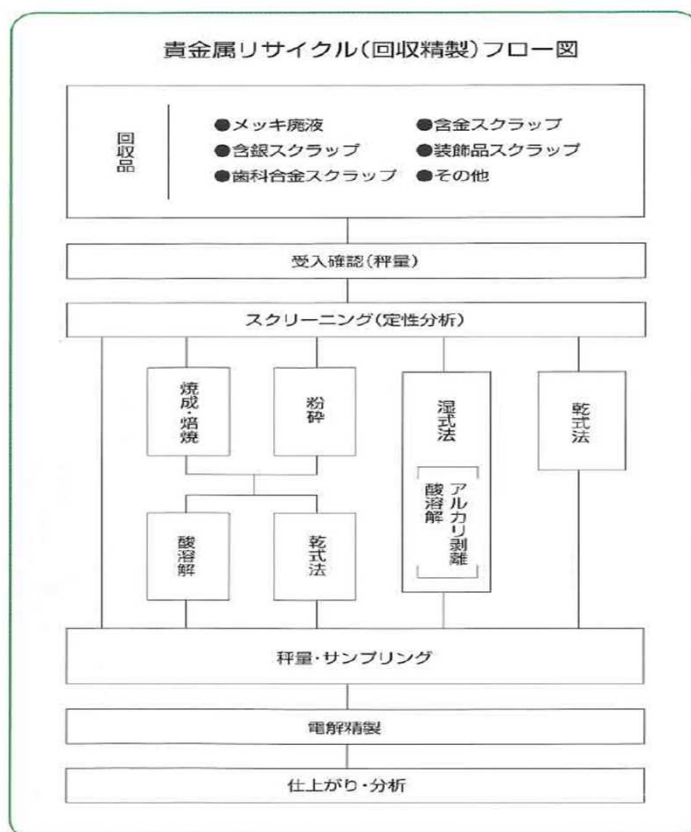 貴金属リサイクル(回収精製)フロー図
回収品
●メッキ廃液
●含金スクラップ
●含銀スクラップ
●装飾品スクラップ
●歯科合金スクラップ
●その他
受入確認(秤量)
スクリーニング(定性分析)
焼成・焙焼
粉砕
湿式法
アルカリ剥離
酸溶解
乾式法
酸溶解
乾式法
秤量・サンプリング
電解精製
仕上がり・分析